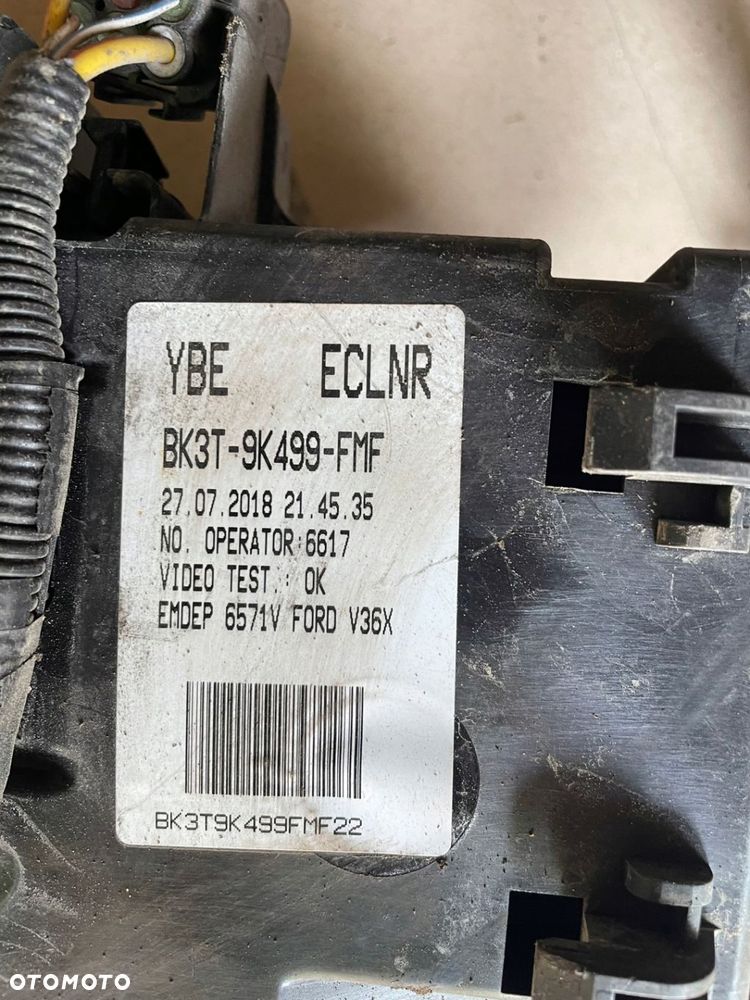 YBE ECLNR
BK3T-9K499-FMF
27.07.2018 21.45.35
NO. OPERATOR:6617
VIDEO TEST.: OK
EMDEP 6571V FORD V36X
BK3T9K499FMF22
OTOMOTO